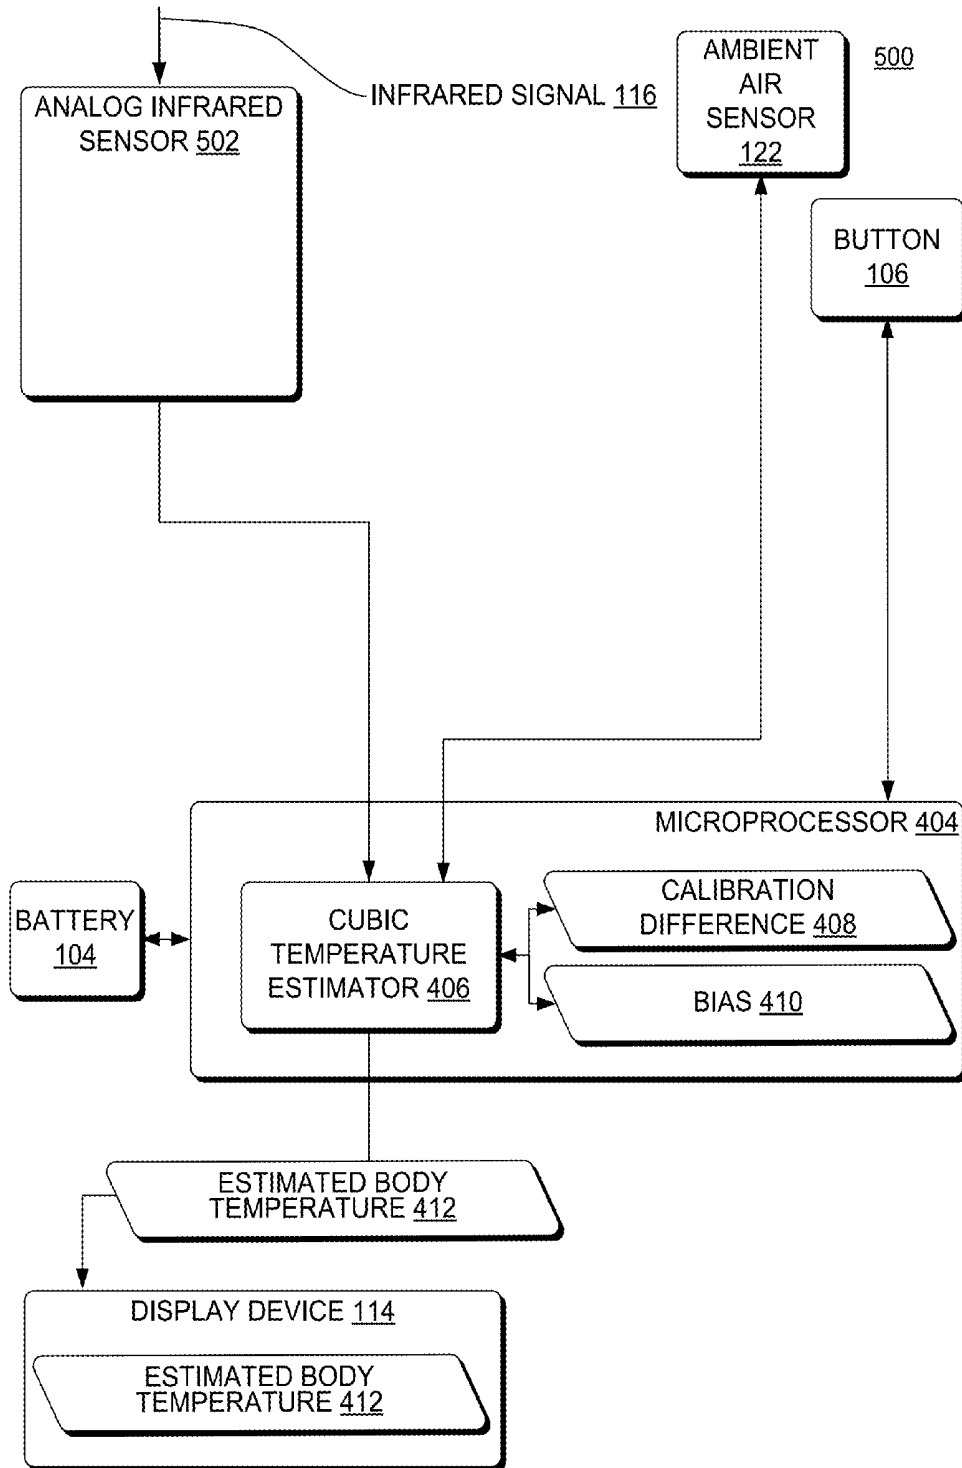 AMBIENT
AIR
SENSOR
122
500
INFRARED SIGNAL 116
ANALOG INFRARED
SENSOR 502
BUTTON
106
MICROPROCESSOR 404
BATTERY
104
CUBIC
TEMPERATURE
ESTIMATOR 406
CALIBRATION
DIFFERENCE 408
BIAS 410
ESTIMATED BODY
TEMPERATURE 412
DISPLAY DEVICE 114
ESTIMATED BODY
TEMPERATURE 412